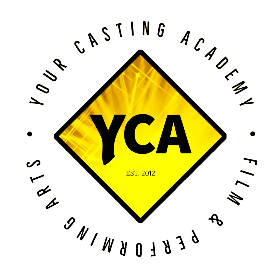 YOUR CASTING ACADEMY
YCA
EST. 2012
FILM & PERFORMING ARTS